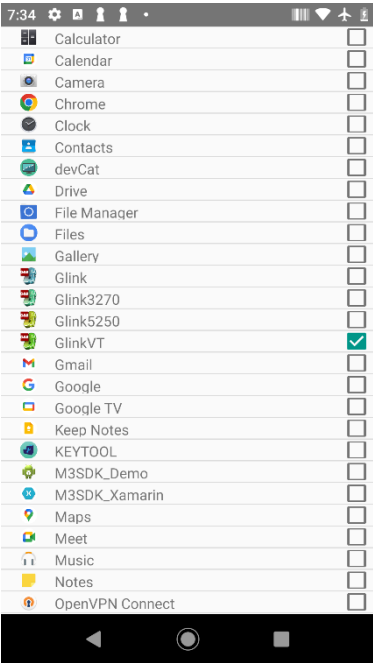 7:34
Calculator
Calendar
Camera
Chrome
Clock
Contacts
devCat
Drive
File Manager
Files
Gallery
Glink
Glink3270
Glink5250
GlinkVT
Gmail
Google
Google TV
Keep Notes
KEYTOOL
M3SDK_Demo
M3SDK_Xamarin
Maps
Meet
Music
Notes
OpenVPN Connect